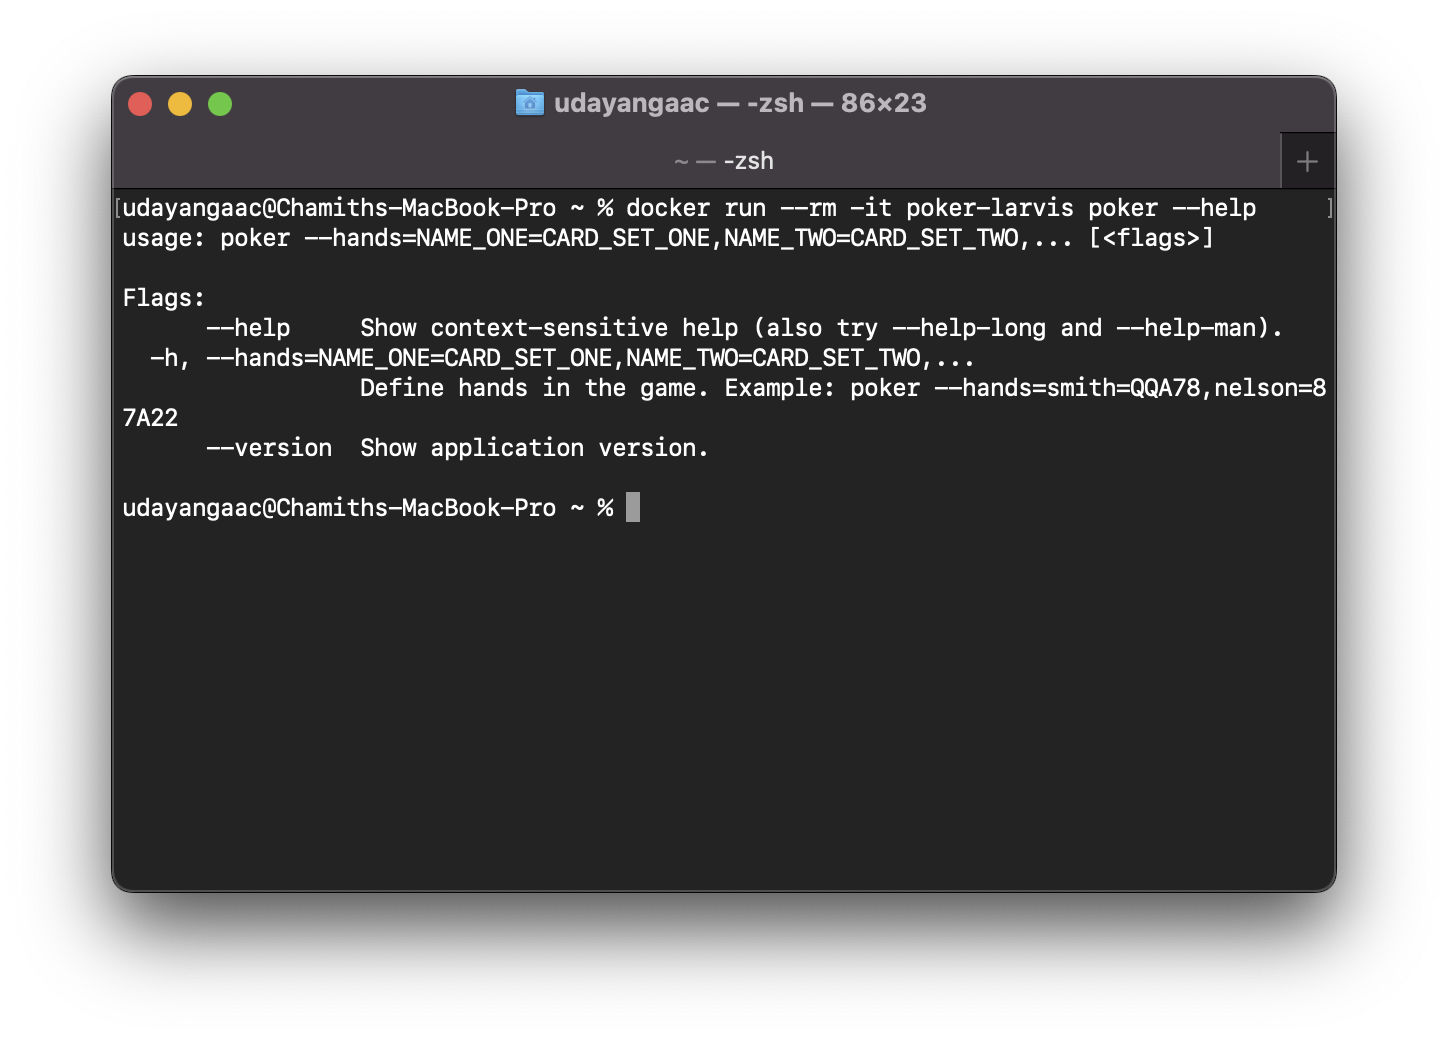 udayangaac — -zsh — 86×23
~ — -zsh
[udayangaac@Chamiths-MacBook-Pro ~ % docker run --rm -it poker-larvis poker --help ]
usage: poker --hands=NAME_ONE=CARD_SET_ONE,NAME_TWO=CARD_SET_TWO,... [<flags>]
Flags:
--help Show context-sensitive help (also try --help-long and --help-man).
-h, --hands=NAME_ONE=CARD_SET_ONE,NAME_TWO=CARD_SET_TWO,...
Define hands in the game. Example: poker --hands=smith=QQA78,nelson=8
7A22
--version Show application version.
udayangaac@Chamiths-MacBook-Pro ~ %